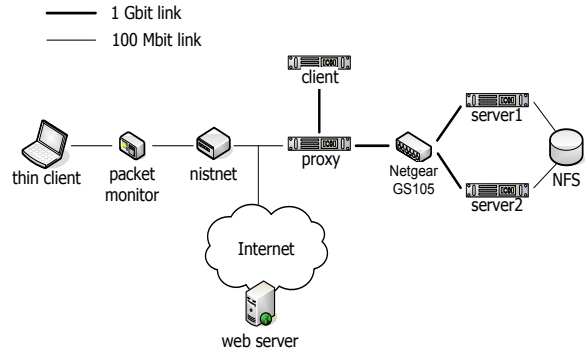 1 Gbit link
100 Mbit link
client
server1
thin client
packet
monitor
nistnet
proxy
Netgear
GS105
NFS
server2
Internet
web server